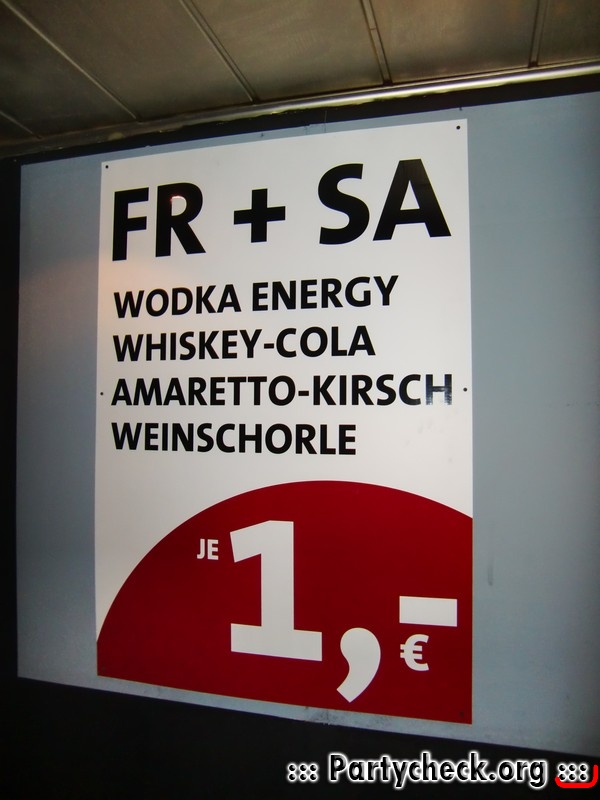 FR + SA
WODKA ENERGY
WHISKEY-COLA
AMARETTO-KIRSCH
WEINSCHORLE
JE 1,- €
::: Partycheck.org :::